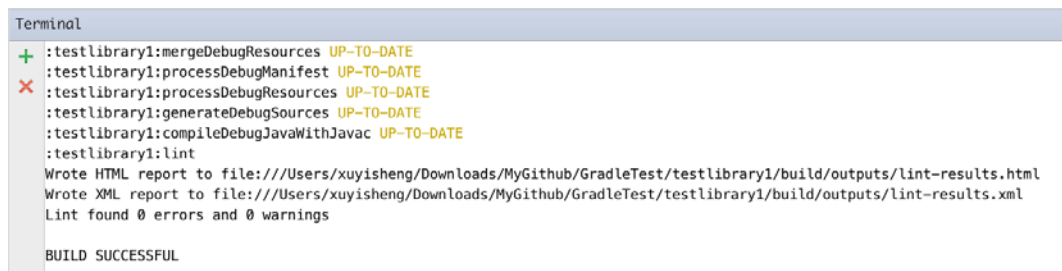 Terminal
:testlibrary1:mergeDebugResources UP-TO-DATE
:testlibrary1:processDebugManifest UP-TO-DATE
:testlibrary1:processDebugResources UP-TO-DATE
:testlibrary1:generateDebugSources UP-TO-DATE
:testlibrary1:compileDebugJavaWithJavac UP-TO-DATE
:testlibrary1:lint
Wrote HTML report to file:///Users/xuyisheng/Downloads/MyGithub/GradleTest/testlibrary1/build/outputs/lint-results.html
Wrote XML report to file:///Users/xuyisheng/Downloads/MyGithub/GradleTest/testlibrary1/build/outputs/lint-results.xml
Lint found 0 errors and 0 warnings
BUILD SUCCESSFUL